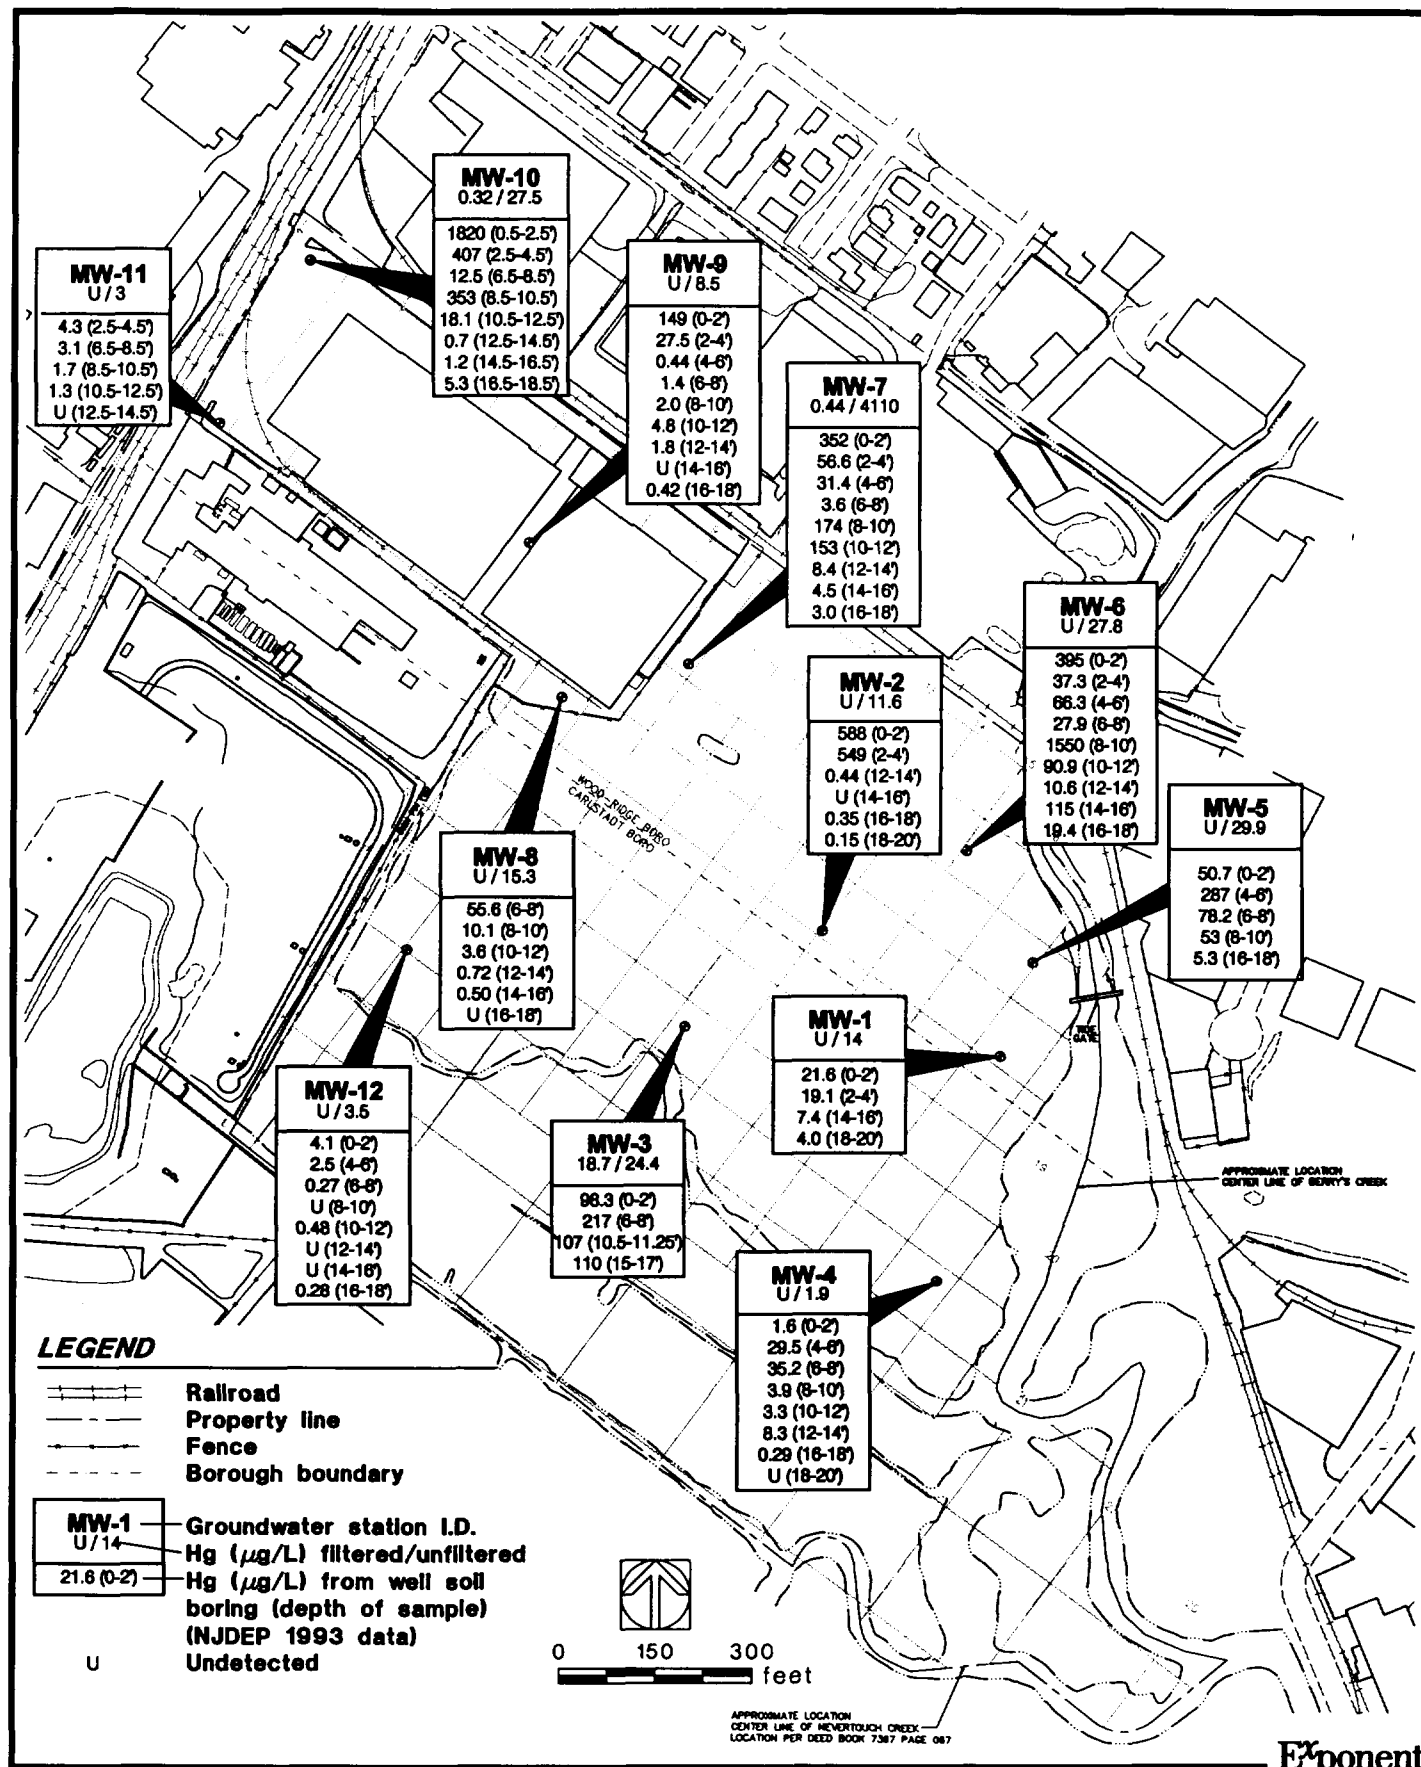 MW-10
0.32 / 27.5
1820 (0.5-2.5')
407 (2.5-4.5')
12.5 (6.5-8.5')
353 (8.5-10.5')
18.1 (10.5-12.5')
0.7 (12.5-14.5')
1.2 (14.5-16.5')
5.3 (16.5-18.5')
MW-11
U / 3
4.3 (2.5-4.5')
3.1 (6.5-8.5')
1.7 (8.5-10.5')
1.3 (10.5-12.5')
U (12.5-14.5')
MW-9
U / 8.5
149 (0-2')
27.5 (2-4')
0.44 (4-6')
1.4 (6-8')
2.0 (8-10')
4.8 (10-12')
1.8 (12-14')
U (14-16')
0.42 (16-18')
MW-7
0.44 / 4110
352 (0-2')
56.6 (2-4')
31.4 (4-6')
3.6 (6-8')
174 (8-10')
153 (10-12')
8.4 (12-14')
4.5 (14-16')
3.0 (16-18')
MW-6
U / 27.8
395 (0-2')
37.3 (2-4')
66.3 (4-6')
27.9 (6-8')
1550 (8-10')
90.9 (10-12')
10.6 (12-14')
115 (14-16')
19.4 (16-18')
MW-2
U / 11.6
588 (0-2')
549 (2-4')
0.44 (12-14')
U (14-16')
0.35 (16-18')
0.15 (18-20')
WOOD-RIDGE BORO
CARLSTADT BORO
MW-5
U / 29.9
50.7 (0-2')
287 (4-6')
78.2 (6-8')
53 (8-10')
5.3 (16-18')
MW-8
U / 15.3
55.6 (6-8')
10.1 (8-10')
3.6 (10-12')
0.72 (12-14')
0.50 (14-16')
U (16-18')
MW-1
U / 14
21.6 (0-2')
19.1 (2-4')
7.4 (14-16')
4.0 (18-20')
TIDE
GATE
MW-12
U / 3.5
4.1 (0-2')
2.5 (4-6')
0.27 (6-8')
U (8-10')
0.48 (10-12')
U (12-14')
U (14-16')
0.28 (16-18')
MW-3
18.7 / 24.4
98.3 (0-2')
217 (6-8')
107 (10.5-11.25')
110 (15-17')
APPROXIMATE LOCATION
CENTER LINE OF BERRY'S CREEK
MW-4
U / 1.9
1.6 (0-2')
29.5 (4-6')
35.2 (6-8')
3.9 (8-10')
3.3 (10-12')
8.3 (12-14')
0.29 (16-18')
U (18-20')
LEGEND
Railroad
Property line
Fence
Borough boundary
MW-1
U / 14
21.6 (0-2')
Groundwater station I.D.
Hg (µg/L) filtered/unfiltered
Hg (µg/L) from well soil
boring (depth of sample)
(NJDEP 1993 data)
U Undetected
0 150 300
feet
APPROXIMATE LOCATION
CENTER LINE OF NEVERTOUCH CREEK
LOCATION PER DEED BOOK 7387 PAGE 067
Exponent